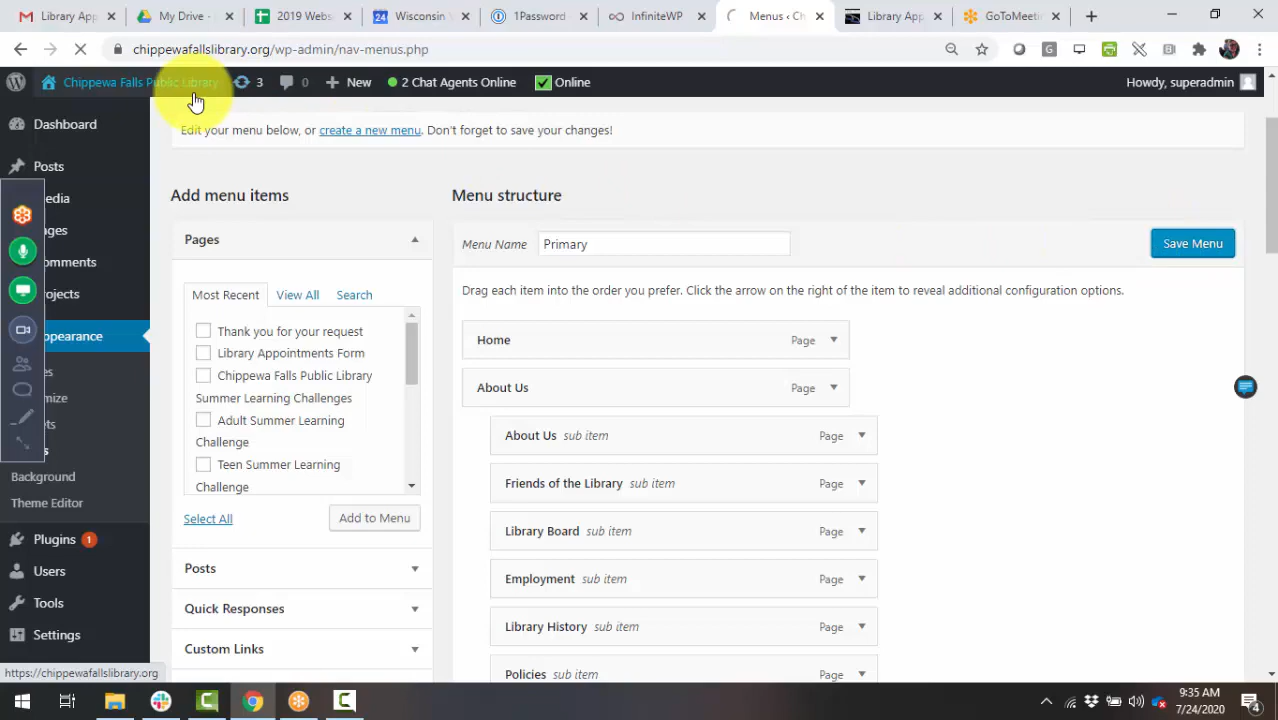 Library App
My Drive -
2019 Webs
24 Wisconsin V
1Password
InfiniteWP
Menus ‹ Ch
Library App
GoToMeetin
chippewafallslibrary.org/wp-admin/nav-menus.php
Chippewa Falls Public Library 3 0 New 2 Chat Agents Online Online Howdy, superadmin
Dashboard
Posts
edia
ges
omments
rojects
ppearance
es
omize
ets
s
Background
Theme Editor
Plugins 1
Users
Tools
Settings
Edit your menu below, or create a new menu. Don't forget to save your changes!
Add menu items
Pages
Most Recent View All Search
Thank you for your request
Library Appointments Form
Chippewa Falls Public Library
Summer Learning Challenges
Adult Summer Learning
Challenge
Teen Summer Learning
Challenge
Select All Add to Menu
Posts
Quick Responses
Custom Links
Menu structure
Menu Name Primary Save Menu
Drag each item into the order you prefer. Click the arrow on the right of the item to reveal additional configuration options.
Home Page
About Us Page
About Us sub item Page
Friends of the Library sub item Page
Library Board sub item Page
Employment sub item Page
Library History sub item Page
Policies sub item Page
https://chippewafallslibrary.org
9:35 AM
7/24/2020
4